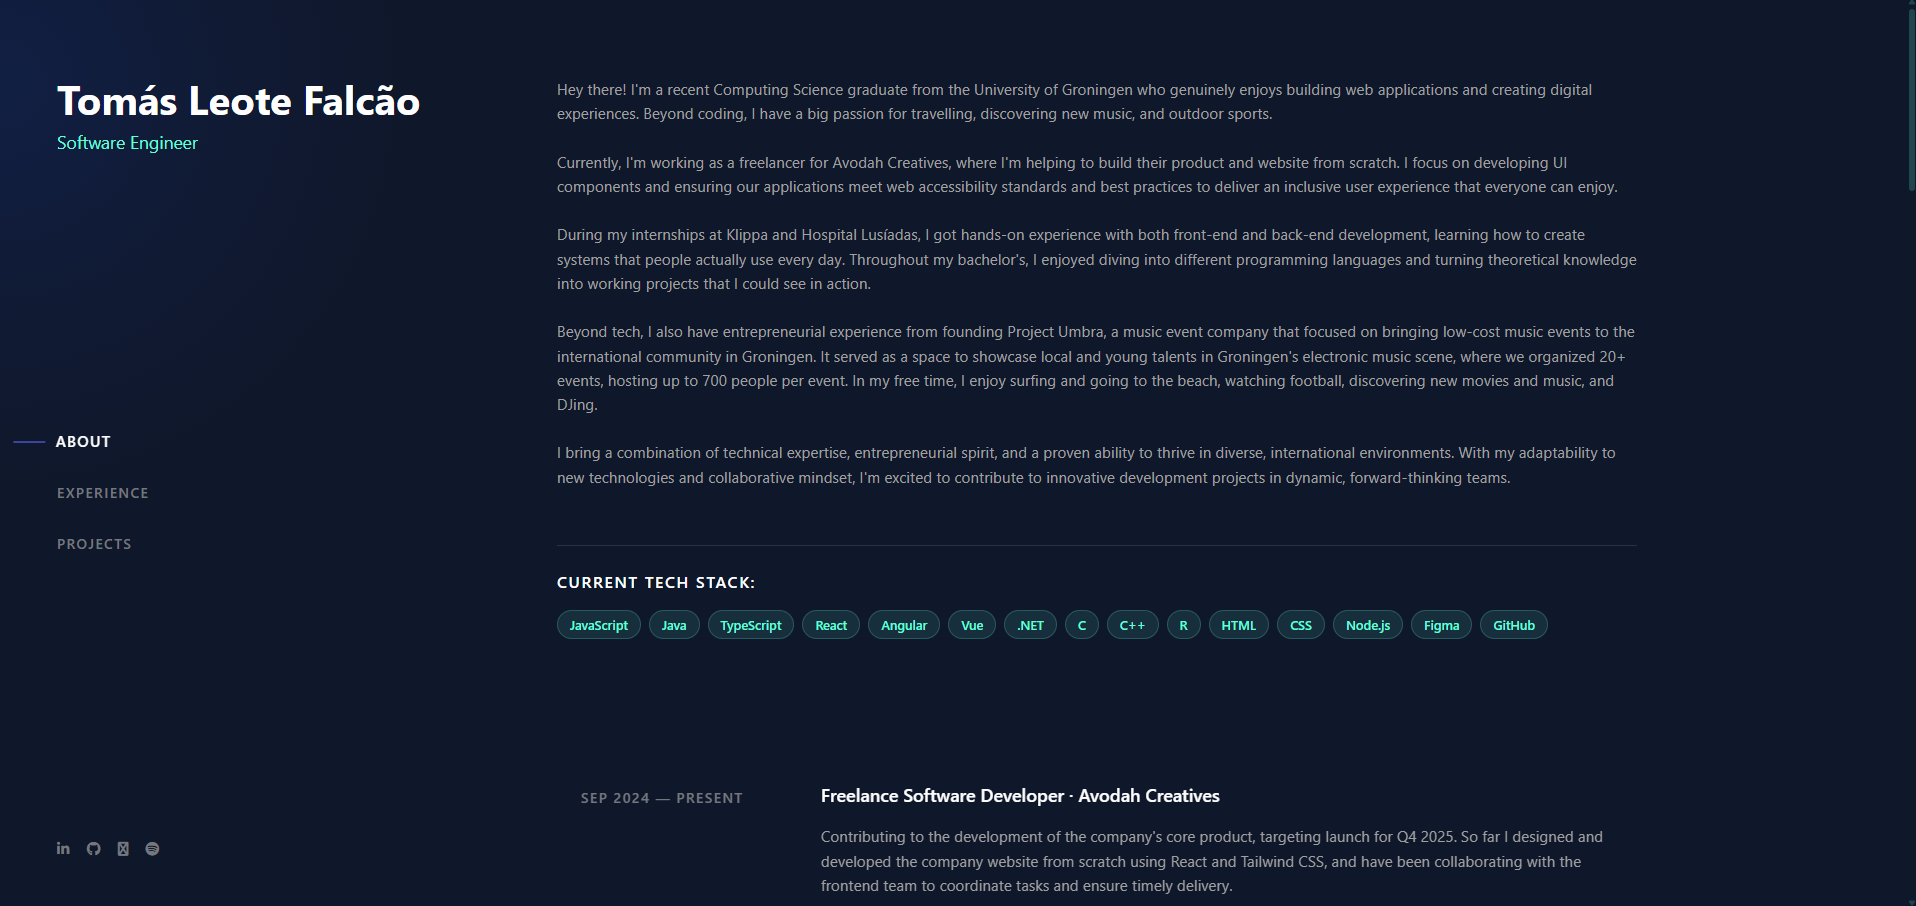 Tomás Leote Falcão
Software Engineer
ABOUT
EXPERIENCE
PROJECTS
Hey there! I'm a recent Computing Science graduate from the University of Groningen who genuinely enjoys building web applications and creating digital
experiences. Beyond coding, I have a big passion for travelling, discovering new music, and outdoor sports.
Currently, I'm working as a freelancer for Avodah Creatives, where I'm helping to build their product and website from scratch. I focus on developing UI
components and ensuring our applications meet web accessibility standards and best practices to deliver an inclusive user experience that everyone can enjoy.
During my internships at Klippa and Hospital Lusíadas, I got hands-on experience with both front-end and back-end development, learning how to create
systems that people actually use every day. Throughout my bachelor's, I enjoyed diving into different programming languages and turning theoretical knowledge
into working projects that I could see in action.
Beyond tech, I also have entrepreneurial experience from founding Project Umbra, a music event company that focused on bringing low-cost music events to the
international community in Groningen. It served as a space to showcase local and young talents in Groningen's electronic music scene, where we organized 20+
events, hosting up to 700 people per event. In my free time, I enjoy surfing and going to the beach, watching football, discovering new movies and music, and
DJing.
I bring a combination of technical expertise, entrepreneurial spirit, and a proven ability to thrive in diverse, international environments. With my adaptability to
new technologies and collaborative mindset, I'm excited to contribute to innovative development projects in dynamic, forward-thinking teams.
CURRENT TECH STACK:
JavaScript Java TypeScript React Angular Vue .NET C C++ R HTML CSS Node.js Figma GitHub
SEP 2024 — PRESENT
Freelance Software Developer · Avodah Creatives
Contributing to the development of the company's core product, targeting launch for Q4 2025. So far I designed and
developed the company website from scratch using React and Tailwind CSS, and have been collaborating with the
frontend team to coordinate tasks and ensure timely delivery.